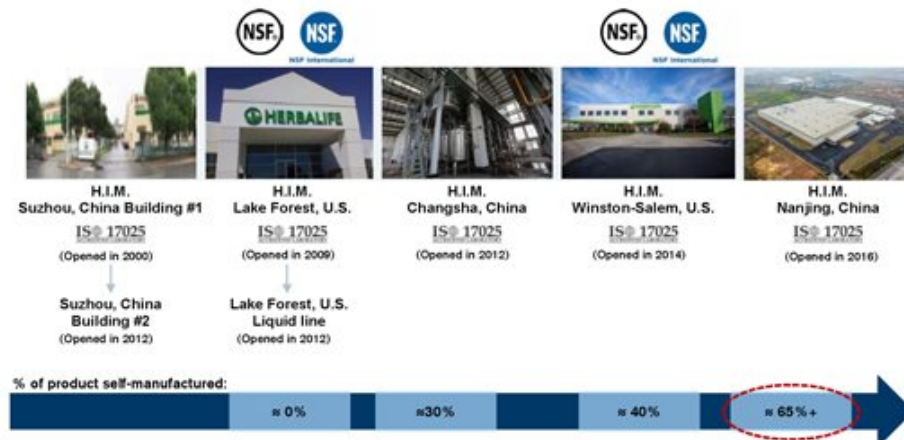 NSF®
NSF®
NSF International
HERBALIFE
NSF®
NSF®
NSF International
H.I.M.
Suzhou, China Building #1
ISO 17025
(Opened in 2000)
Suzhou, China
Building #2
(Opened in 2012)
H.I.M.
Lake Forest, U.S.
ISO 17025
(Opened in 2009)
Lake Forest, U.S.
Liquid line
(Opened in 2012)
H.I.M.
Changsha, China
ISO 17025
(Opened in 2012)
H.I.M.
Winston-Salem, U.S.
ISO 17025
(Opened in 2014)
H.I.M.
Nanjing, China
ISO 17025
(Opened in 2016)
% of product self-manufactured:
≈ 0%
≈30%
≈ 40%
≈ 65%+